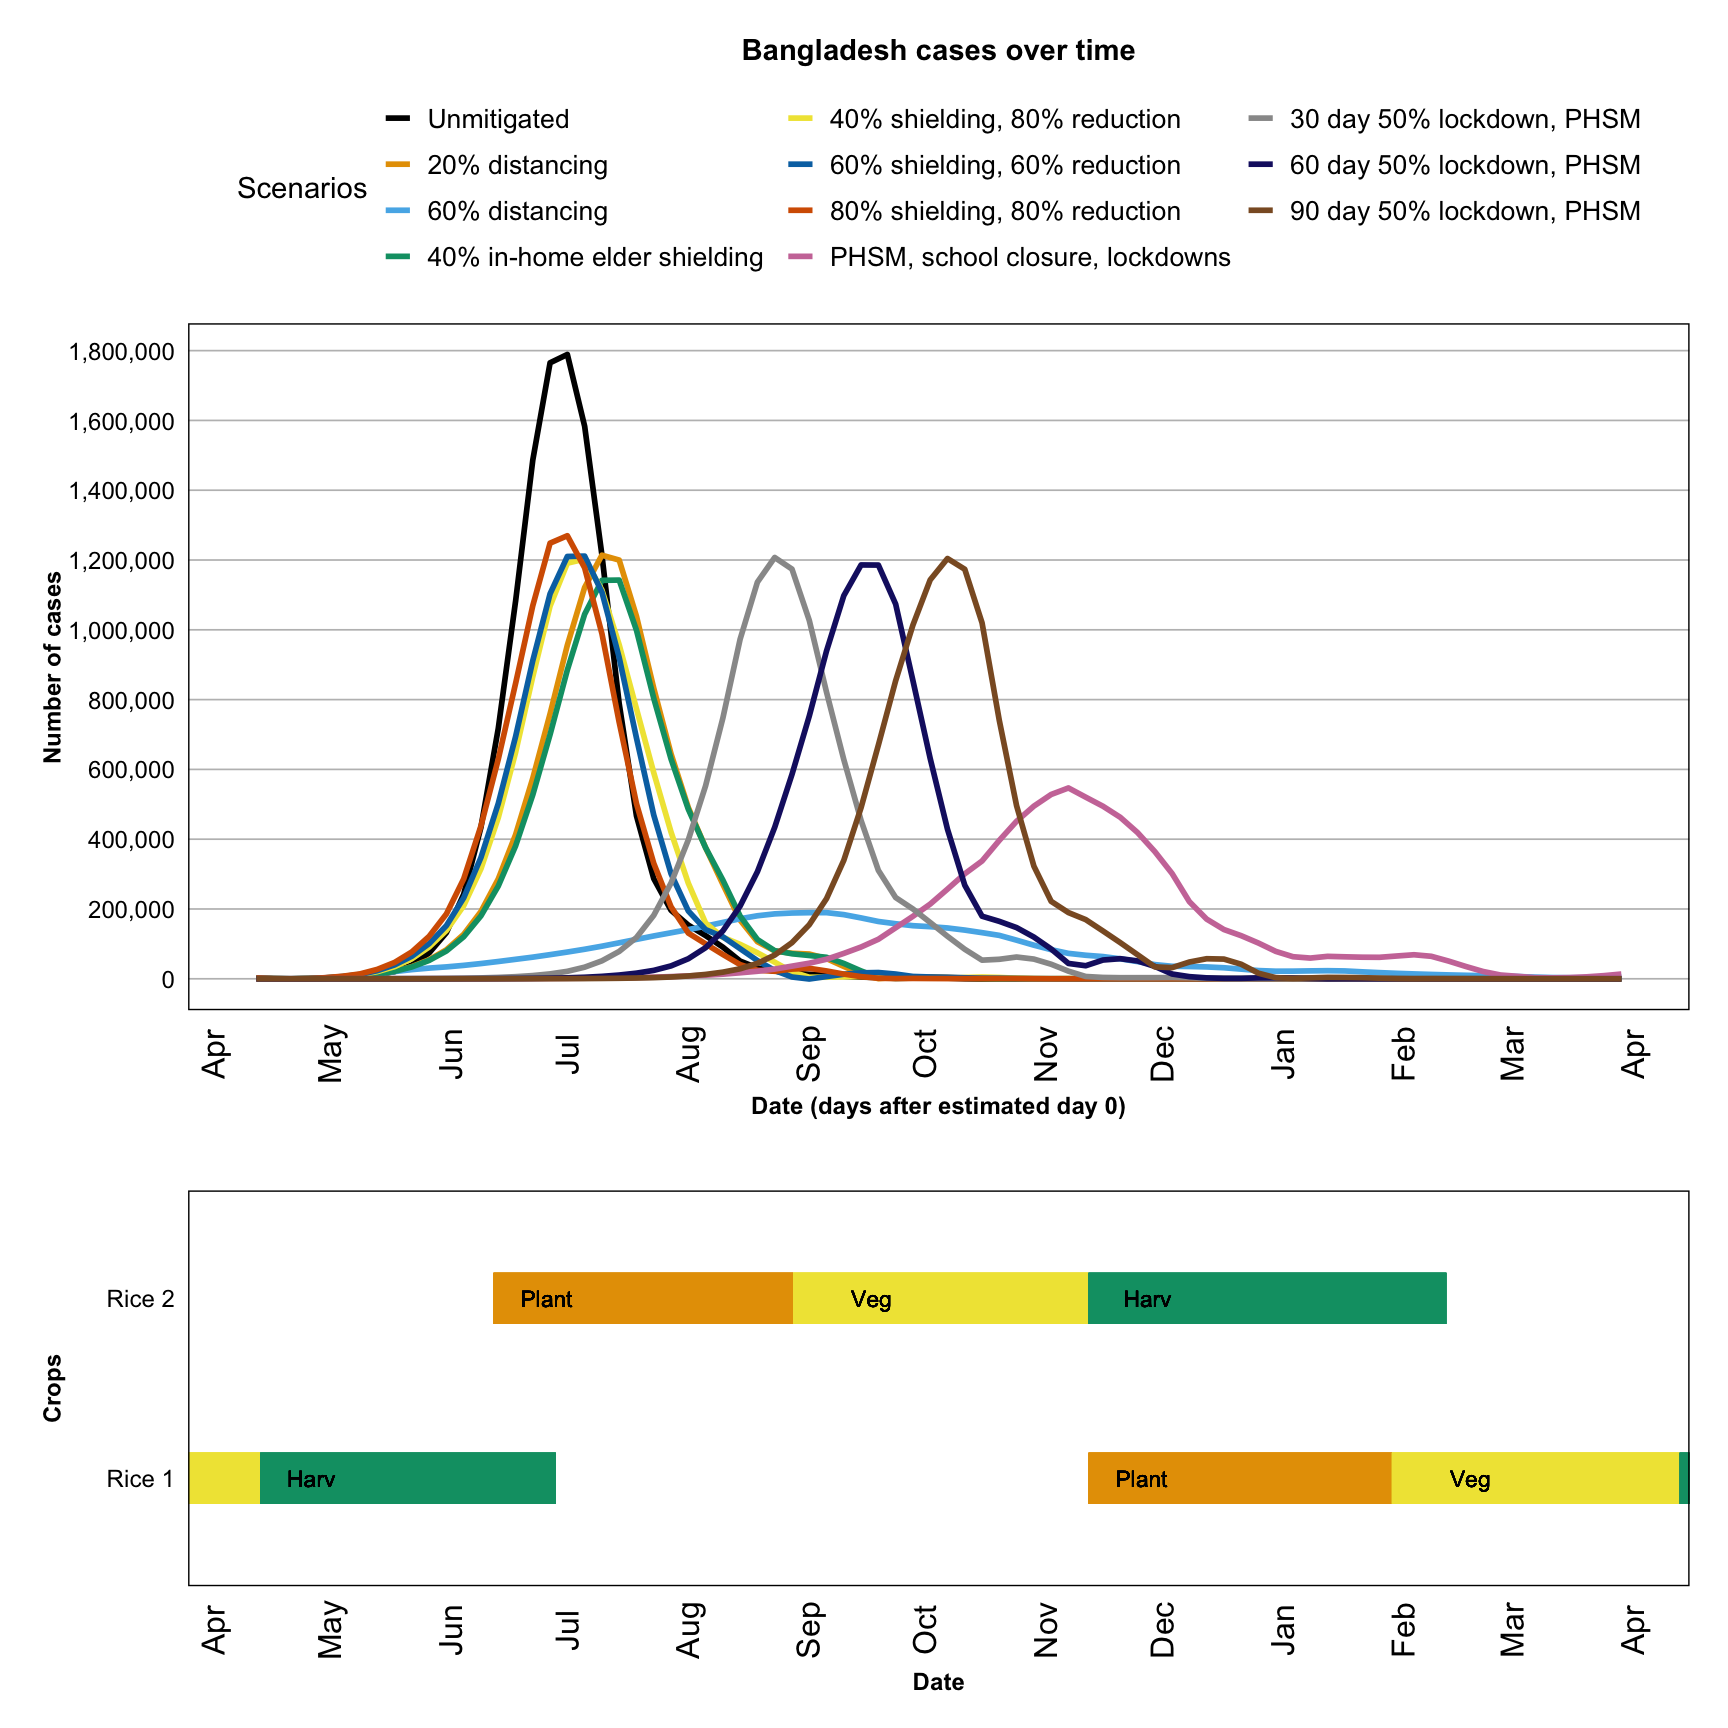 Bangladesh cases over time
Scenarios
Unmitigated
20% distancing
60% distancing
40% in-home elder shielding
40% shielding, 80% reduction
60% shielding, 60% reduction
80% shielding, 80% reduction
PHSM, school closure, lockdowns
30 day 50% lockdown, PHSM
60 day 50% lockdown, PHSM
90 day 50% lockdown, PHSM
Number of cases
1,800,000
1,600,000
1,400,000
1,200,000
1,000,000
800,000
600,000
400,000
200,000
0
Apr May Jun Jul Aug Sep Oct Nov Dec Jan Feb Mar Apr
Date (days after estimated day 0)
Crops
Rice 2
Plant Veg Harv
Rice 1
Harv Plant Veg
Apr May Jun Jul Aug Sep Oct Nov Dec Jan Feb Mar Apr
Date